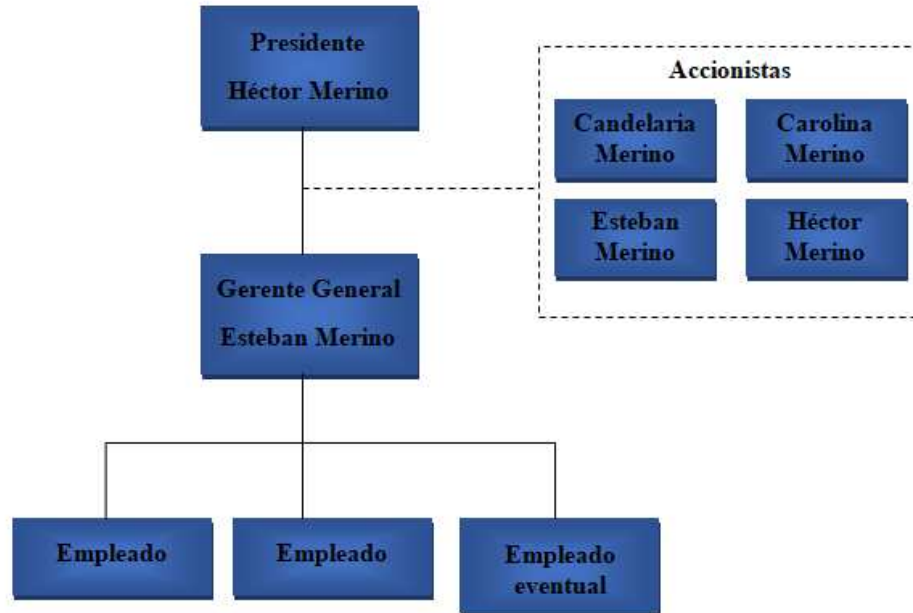 Presidente
Héctor Merino
Accionistas
Candelaria
Merino
Carolina
Merino
Esteban
Merino
Héctor
Merino
Gerente General
Esteban Merino
Empleado
Empleado
Empleado
eventual